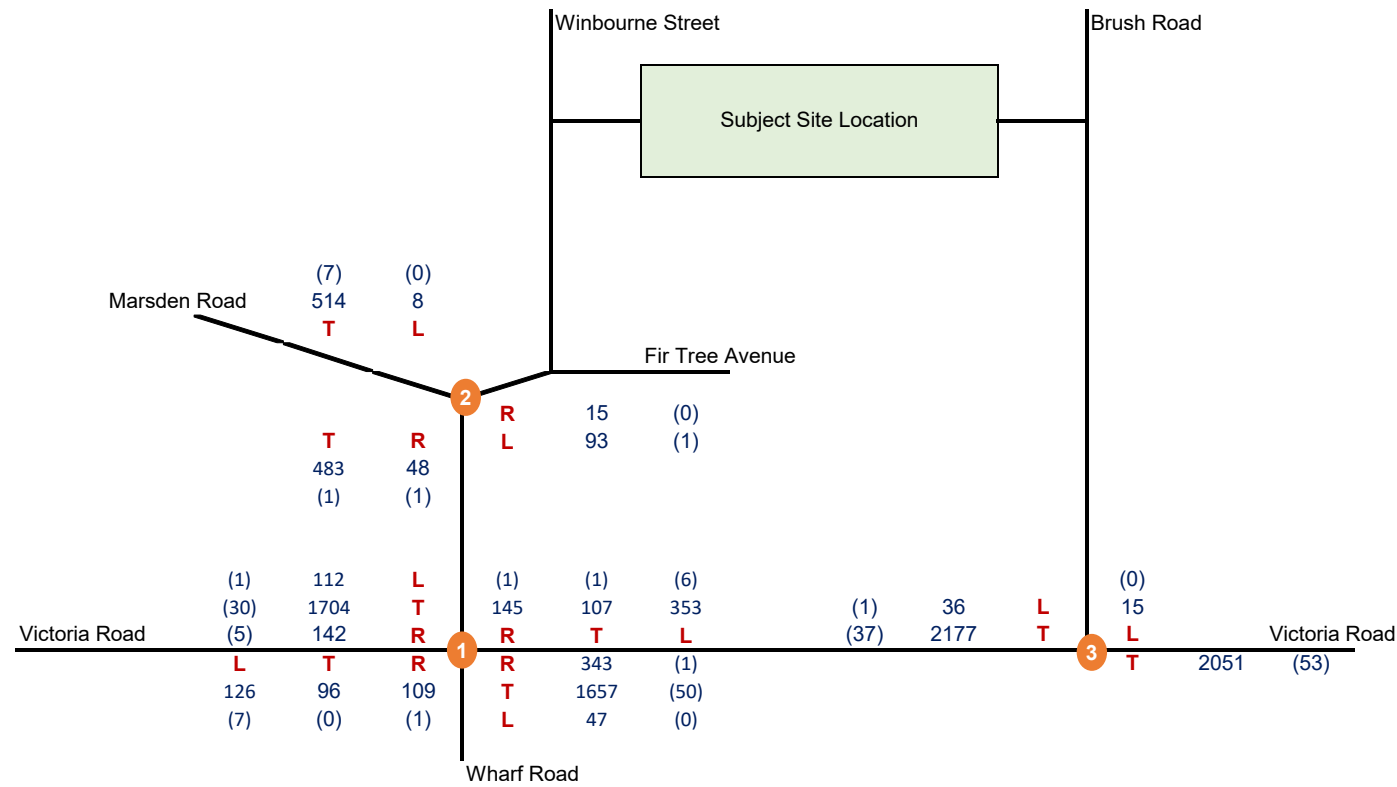 Winbourne Street
Brush Road
Subject Site Location
(7) (0)
Marsden Road 514 8
T L
Fir Tree Avenue
2
R 15 (0)
T R L 93 (1)
483 48
(1) (1)
(1) 112 L (1) (1) (6) (0)
(30) 1704 T 145 107 353 (1) 36 L 15
Victoria Road (5) 142 R R T L (37) 2177 T L Victoria Road
1 3
L T R R 343 (1) T 2051 (53)
126 96 109 T 1657 (50)
(7) (0) (1) L 47 (0)
Wharf Road